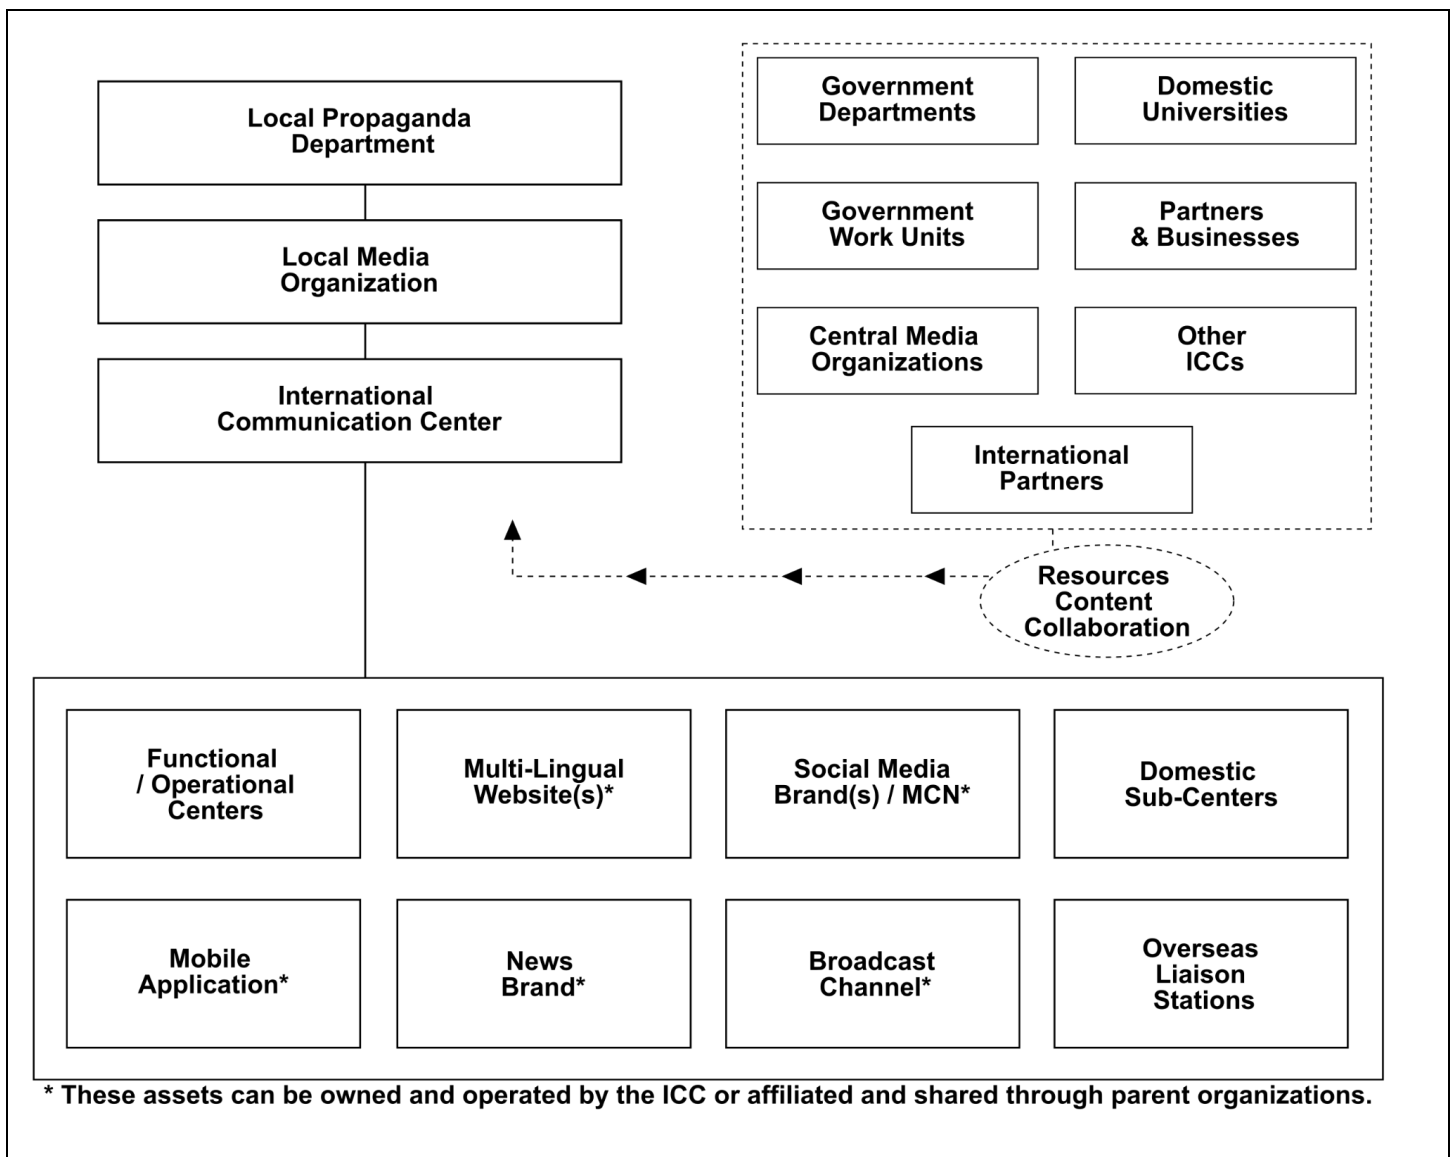 Local Propaganda
Department
Local Media
Organization
International
Communication Center
Government
Departments
Domestic
Universities
Government
Work Units
Partners
& Businesses
Central Media
Organizations
Other
ICCs
International
Partners
Resources
Content
Collaboration
Functional
/ Operational
Centers
Multi-Lingual
Website(s)*
Social Media
Brand(s) / MCN*
Domestic
Sub-Centers
Mobile
Application*
News
Brand*
Broadcast
Channel*
Overseas
Liaison
Stations
* These assets can be owned and operated by the ICC or affiliated and shared through parent organizations.